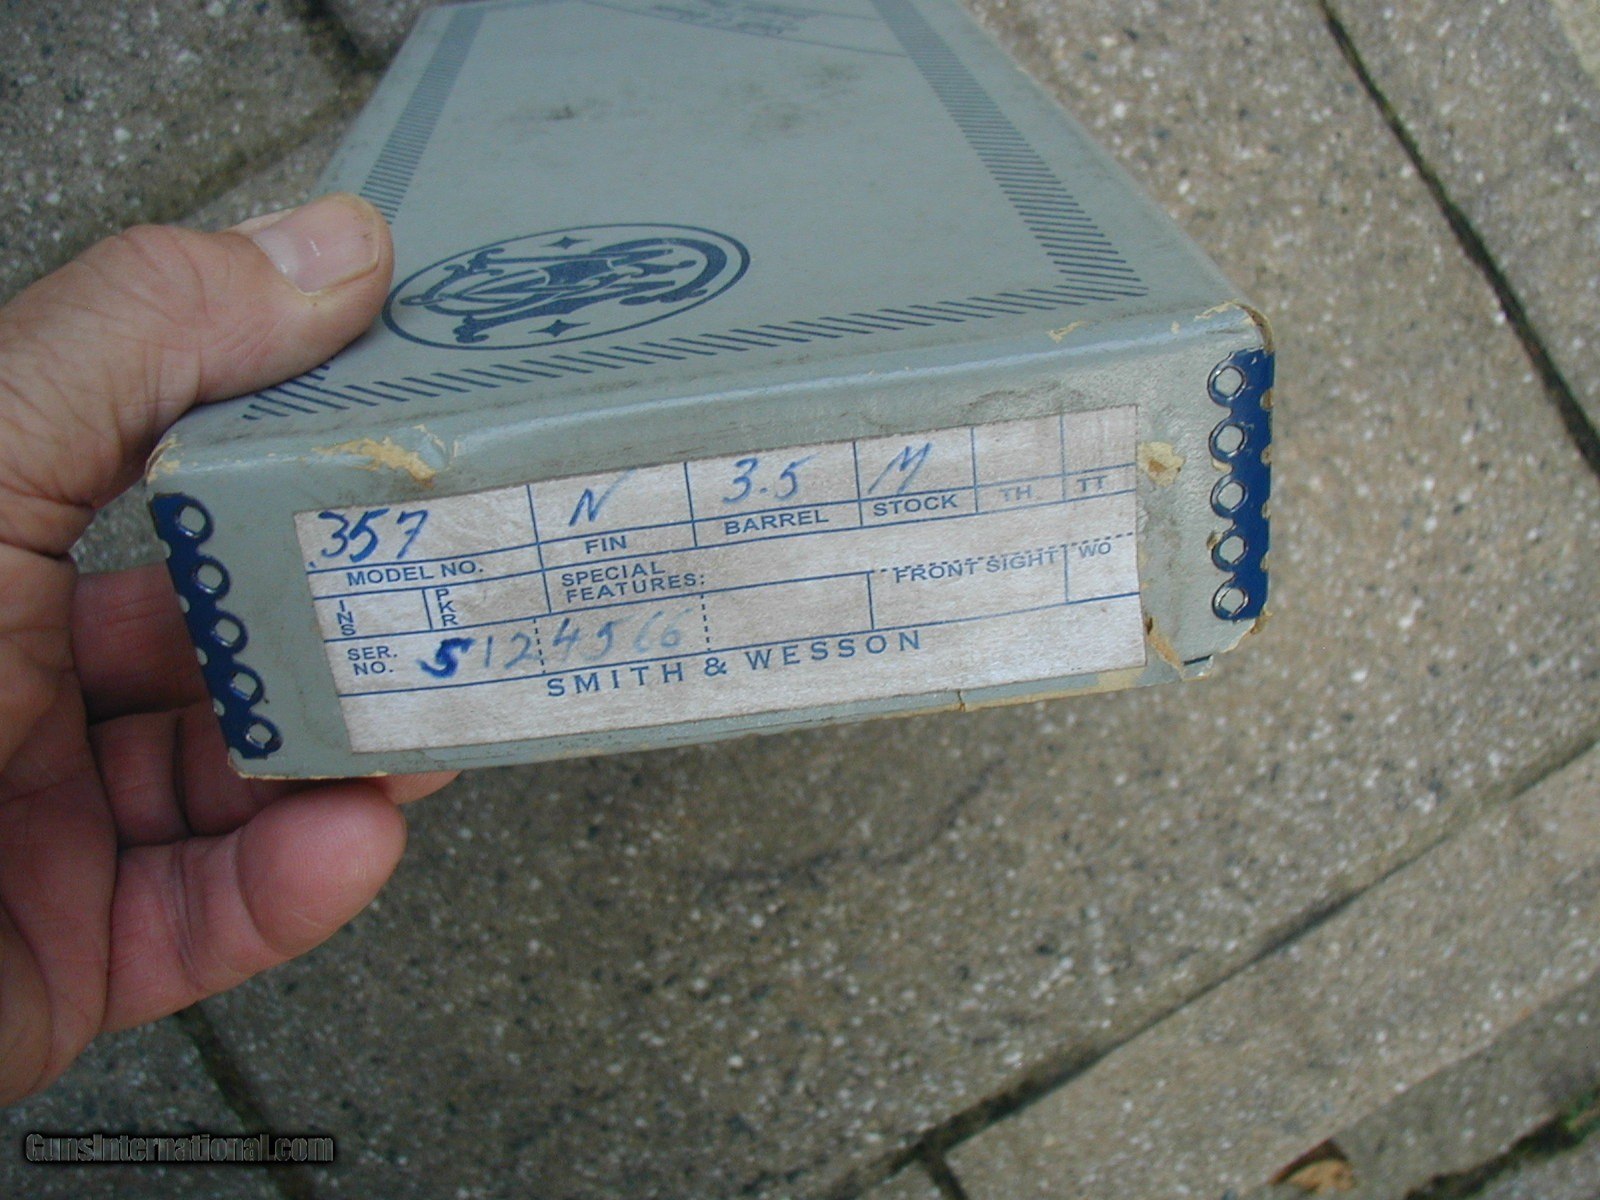 .357 N 3.5 M
MODEL NO. FIN BARREL STOCK TH TT
INS PKR SPECIAL FEATURES: FRONT SIGHT WO
SER. NO. 5124566
SMITH & WESSON
GunsInternational.com